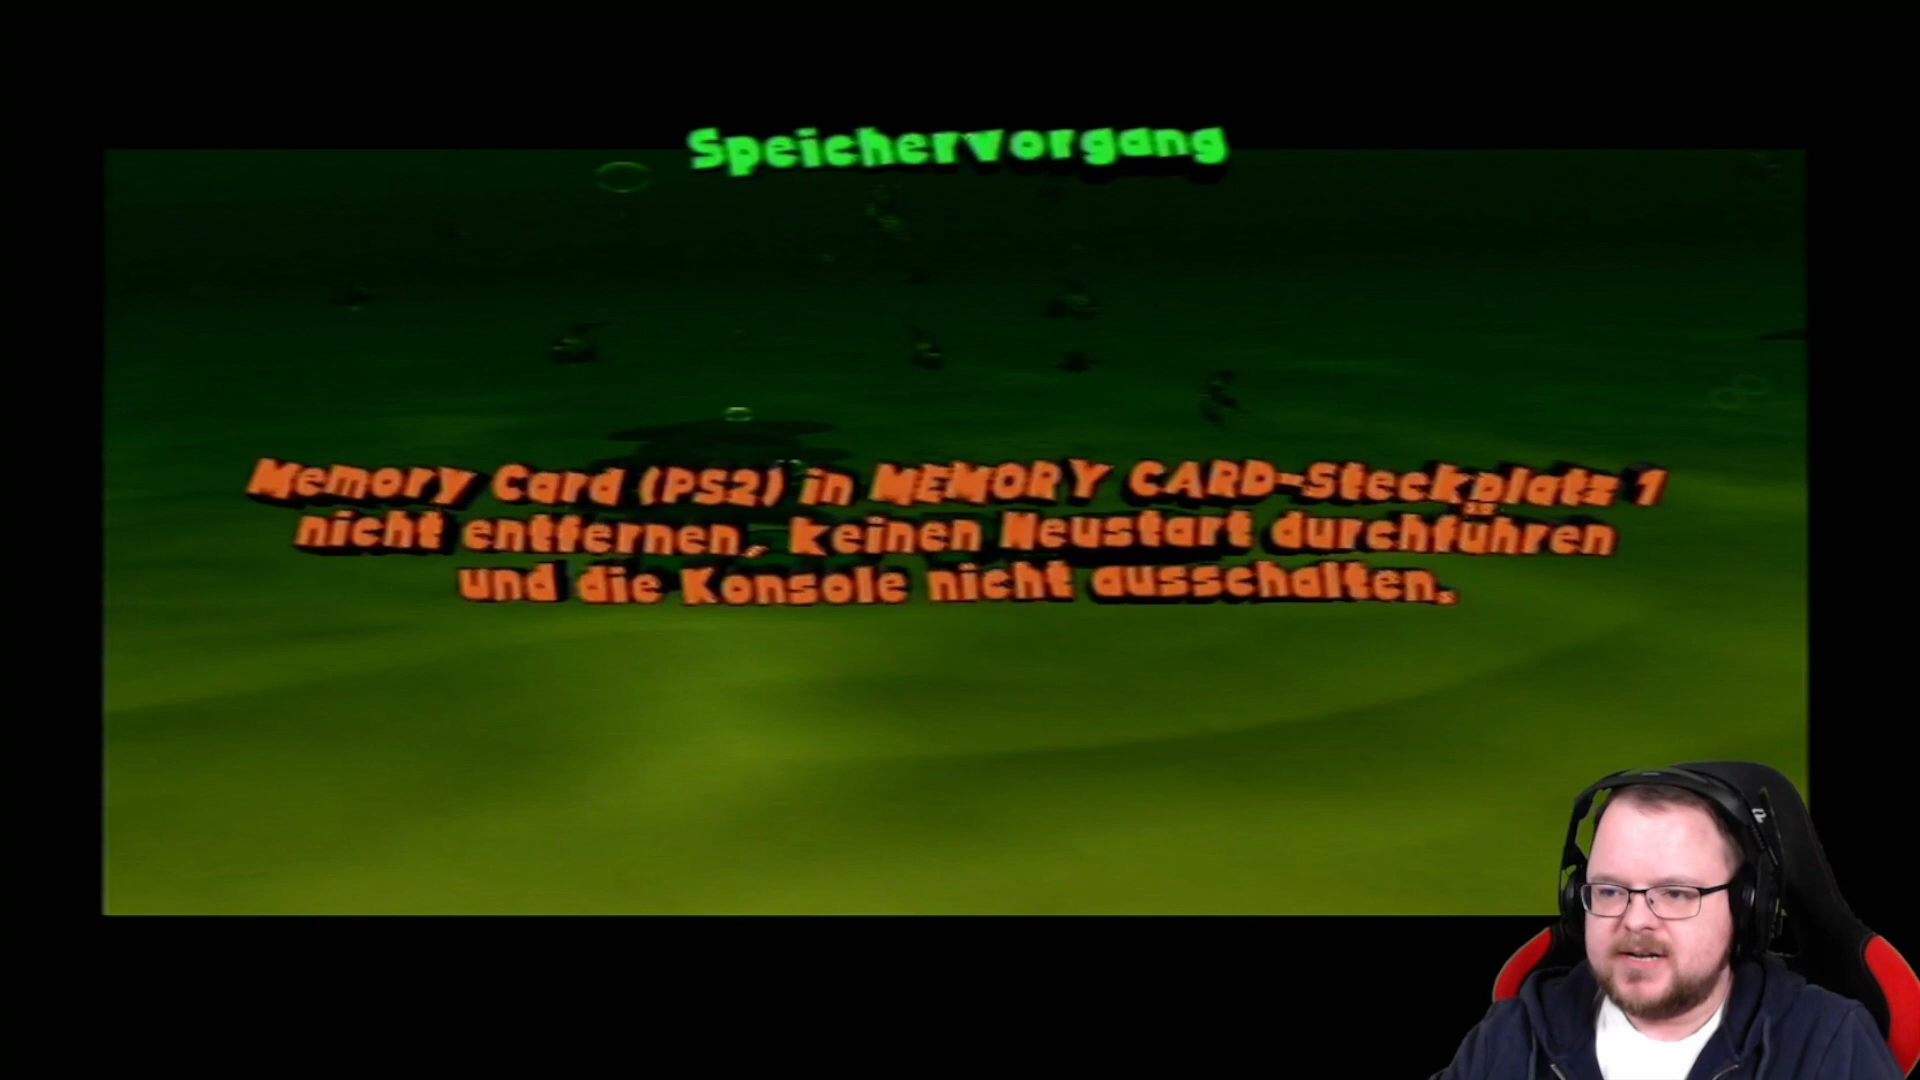 Speichervorgang
Memory Card (PS2) in MEMORY CARD-Steckplatz 1
nicht entfernen, keinen Neustart durchführen
und die Konsole nicht ausschalten.